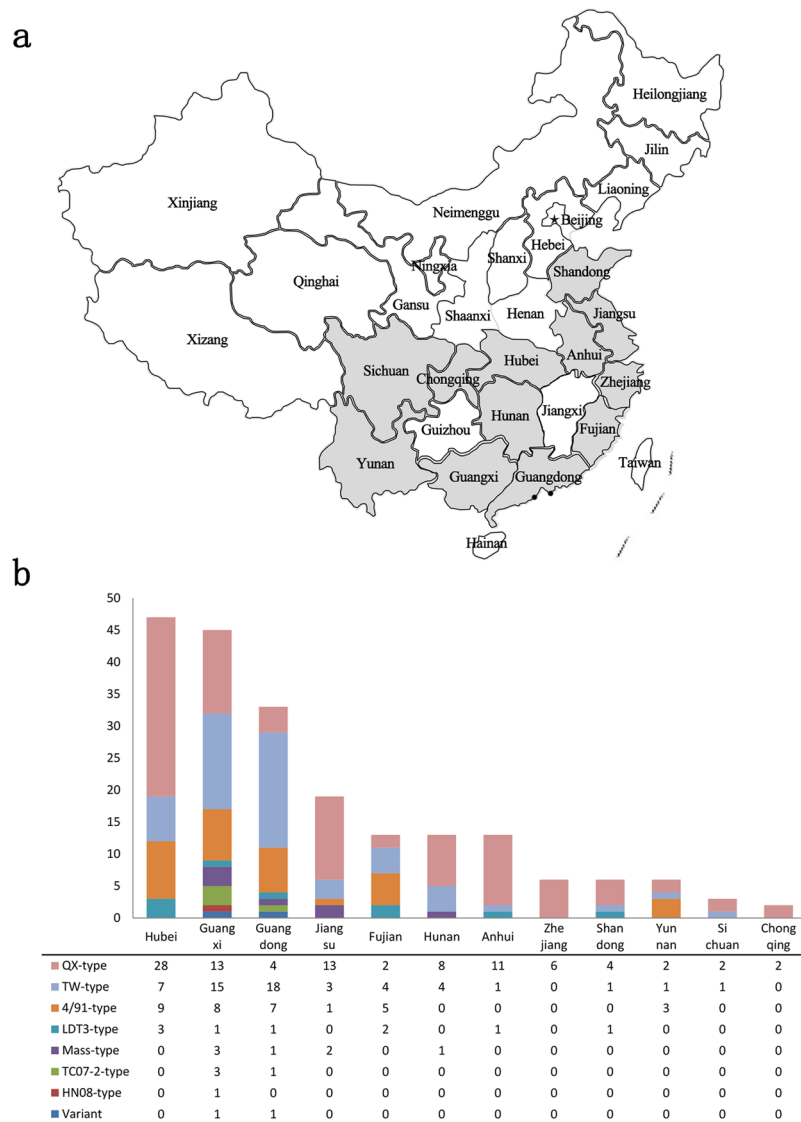 a
Heilongjiang
Jilin
Liaoning
Xinjiang
Neimenggu
Beijing
Hebei
Shanxi
Ningxia
Shandong
Qinghai
Gansu
Shaanxi
Henan
Jiangsu
Xizang
Sichuan
Hubei
Anhui
Chongqing
Zhejiang
Hunan
Jiangxi
Guizhou
Fujian
Yunan
Guangxi
Guangdong
Taiwan
Hainan
b
50
45
40
35
30
25
20
15
10
5
0
Hubei Guang xi Guang dong Jiang su Fujian Hunan Anhui Zhe jiang Shan dong Yun nan Si chuan Chong qing
QX-type 28 13 4 13 2 8 11 6 4 2 2 2
TW-type 7 15 18 3 4 4 1 0 1 1 1 0
4/91-type 9 8 7 1 5 0 0 0 0 3 0 0
LDT3-type 3 1 1 0 2 0 1 0 1 0 0 0
Mass-type 0 3 1 2 0 1 0 0 0 0 0 0
TC07-2-type 0 3 1 0 0 0 0 0 0 0 0 0
HN08-type 0 1 0 0 0 0 0 0 0 0 0 0
Variant 0 1 1 0 0 0 0 0 0 0 0 0